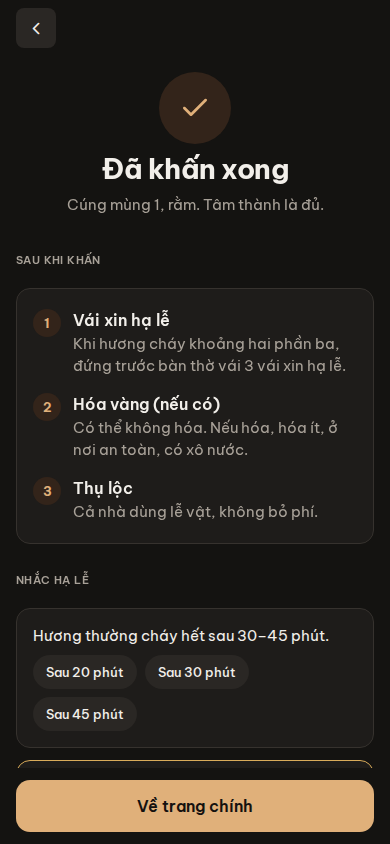 Đã khấn xong
Cúng mùng 1, rằm. Tâm thành là đủ.
SAU KHI KHẤN
1
Vái xin hạ lễ
Khi hương cháy khoảng hai phần ba,
đứng trước bàn thờ vái 3 vái xin hạ lễ.
2
Hóa vàng (nếu có)
Có thể không hóa. Nếu hóa, hóa ít, ở
nơi an toàn, có xô nước.
3
Thụ lộc
Cả nhà dùng lễ vật, không bỏ phí.
NHẮC HẠ LỄ
Hương thường cháy hết sau 30–45 phút.
Sau 20 phút
Sau 30 phút
Sau 45 phút
Về trang chính